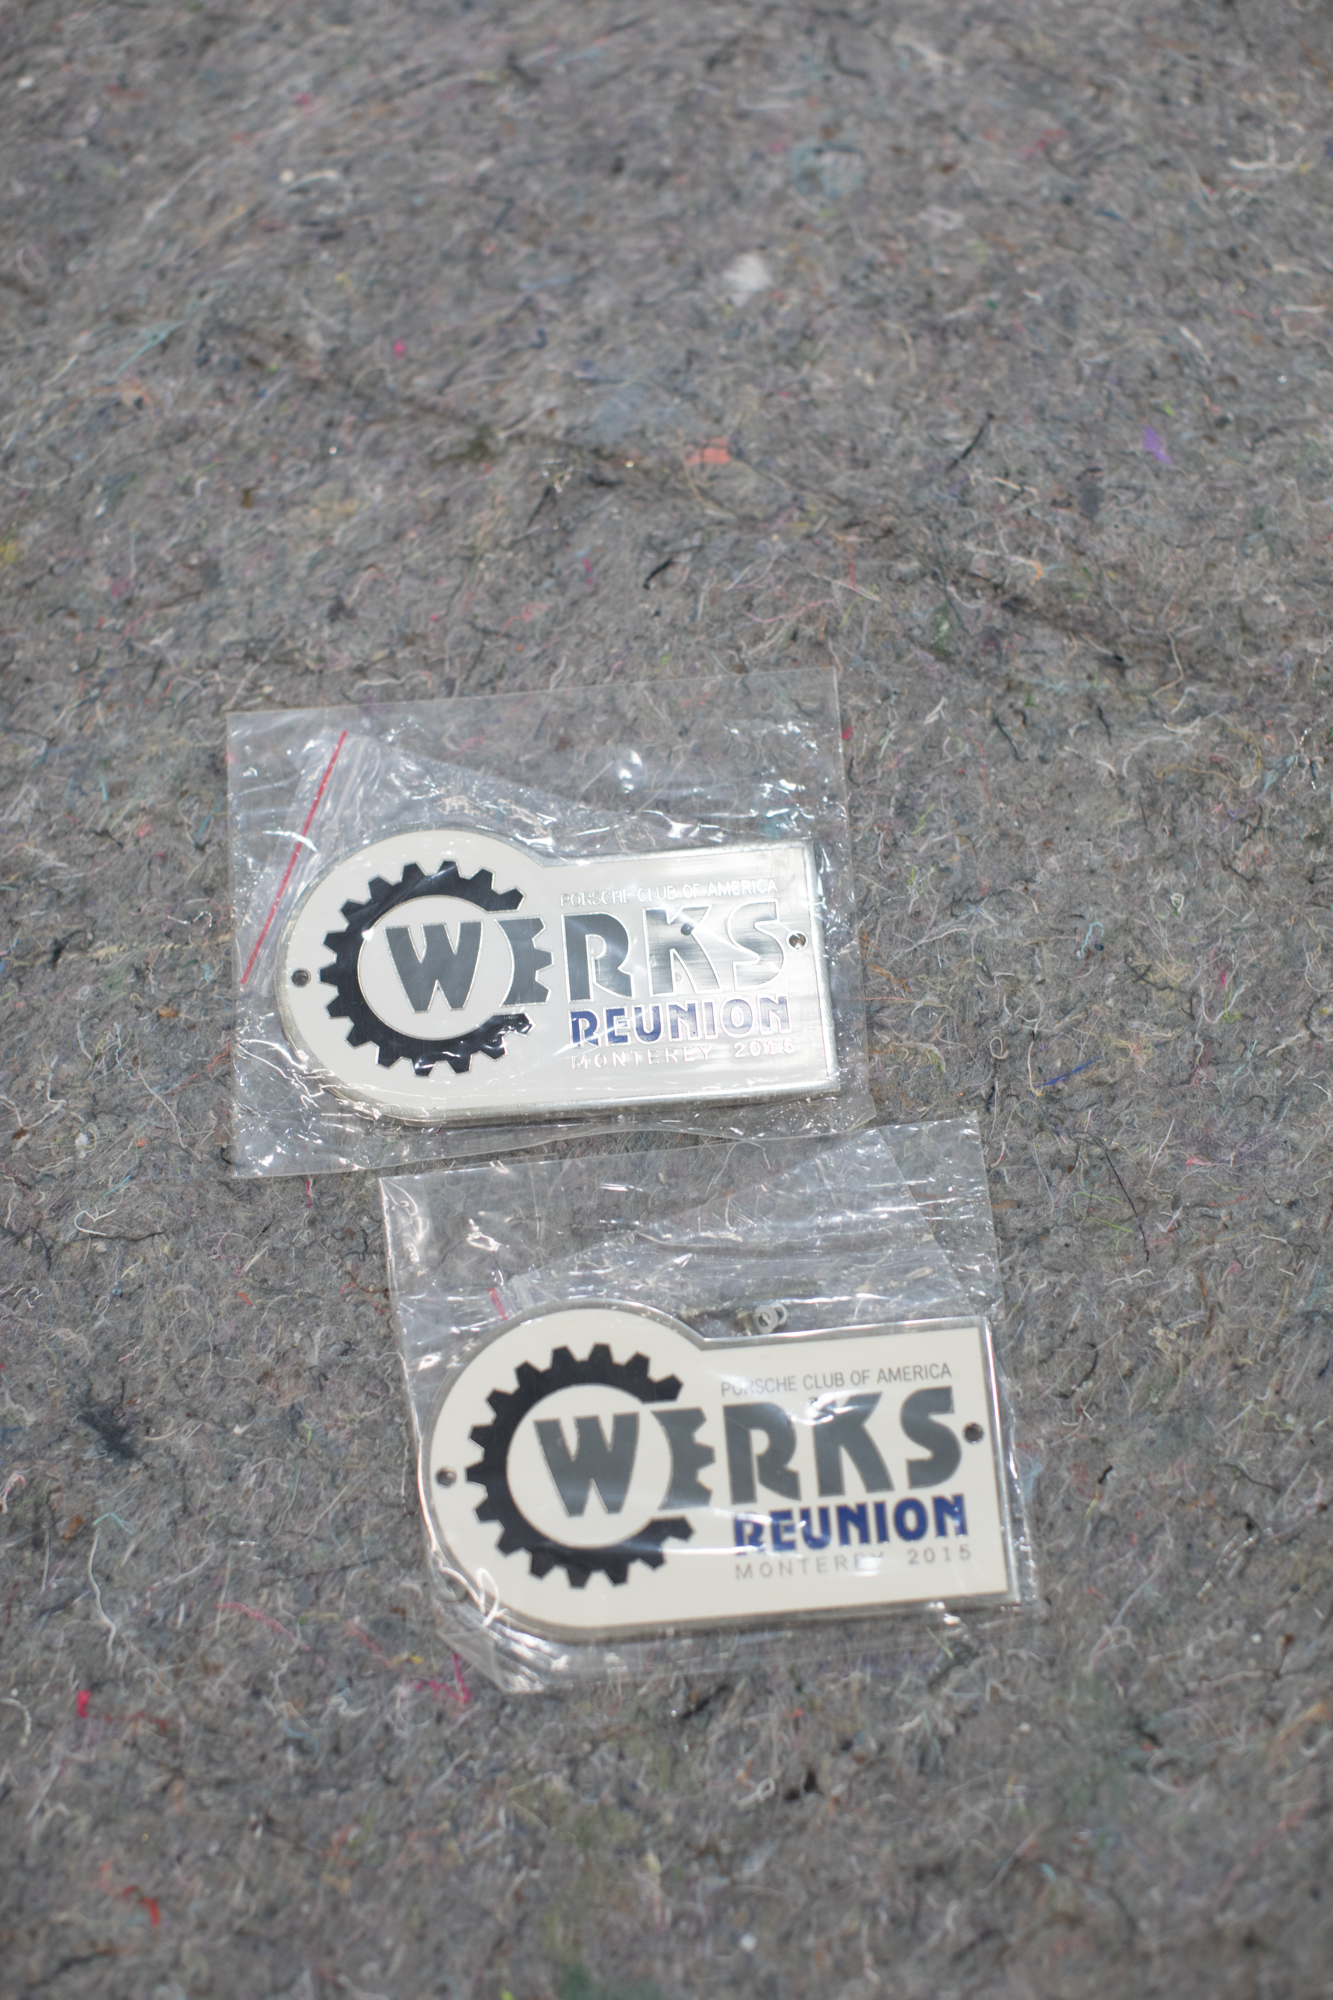 PORSCHE CLUB OF AMERICA
WERKS
REUNION
MONTEREY 2015
PORSCHE CLUB OF AMERICA
WERKS
REUNION
MONTEREY 2015